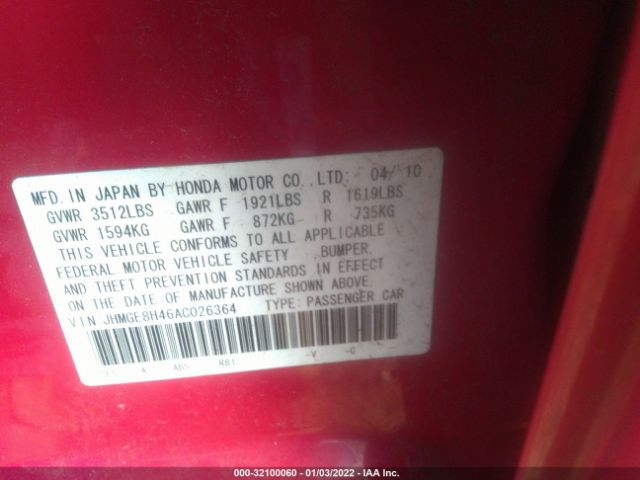 MFD. IN JAPAN BY HONDA MOTOR CO., LTD. 04/'10
GVWR 3512LBS GAWR F 1921LBS R 1619LBS
GVWR 1594KG GAWR F 872KG R 735KG
THIS VEHICLE CONFORMS TO ALL APPLICABLE
FEDERAL MOTOR VEHICLE SAFETY BUMPER.
AND THEFT PREVENTION STANDARDS IN EFFECT
ON THE DATE OF MANUFACTURE SHOWN ABOVE.
VIN JHMGE8H46AC026364 TYPE: PASSENGER CAR
A -V -C
000-32100060 - 01/03/2022 - IAA Inc.